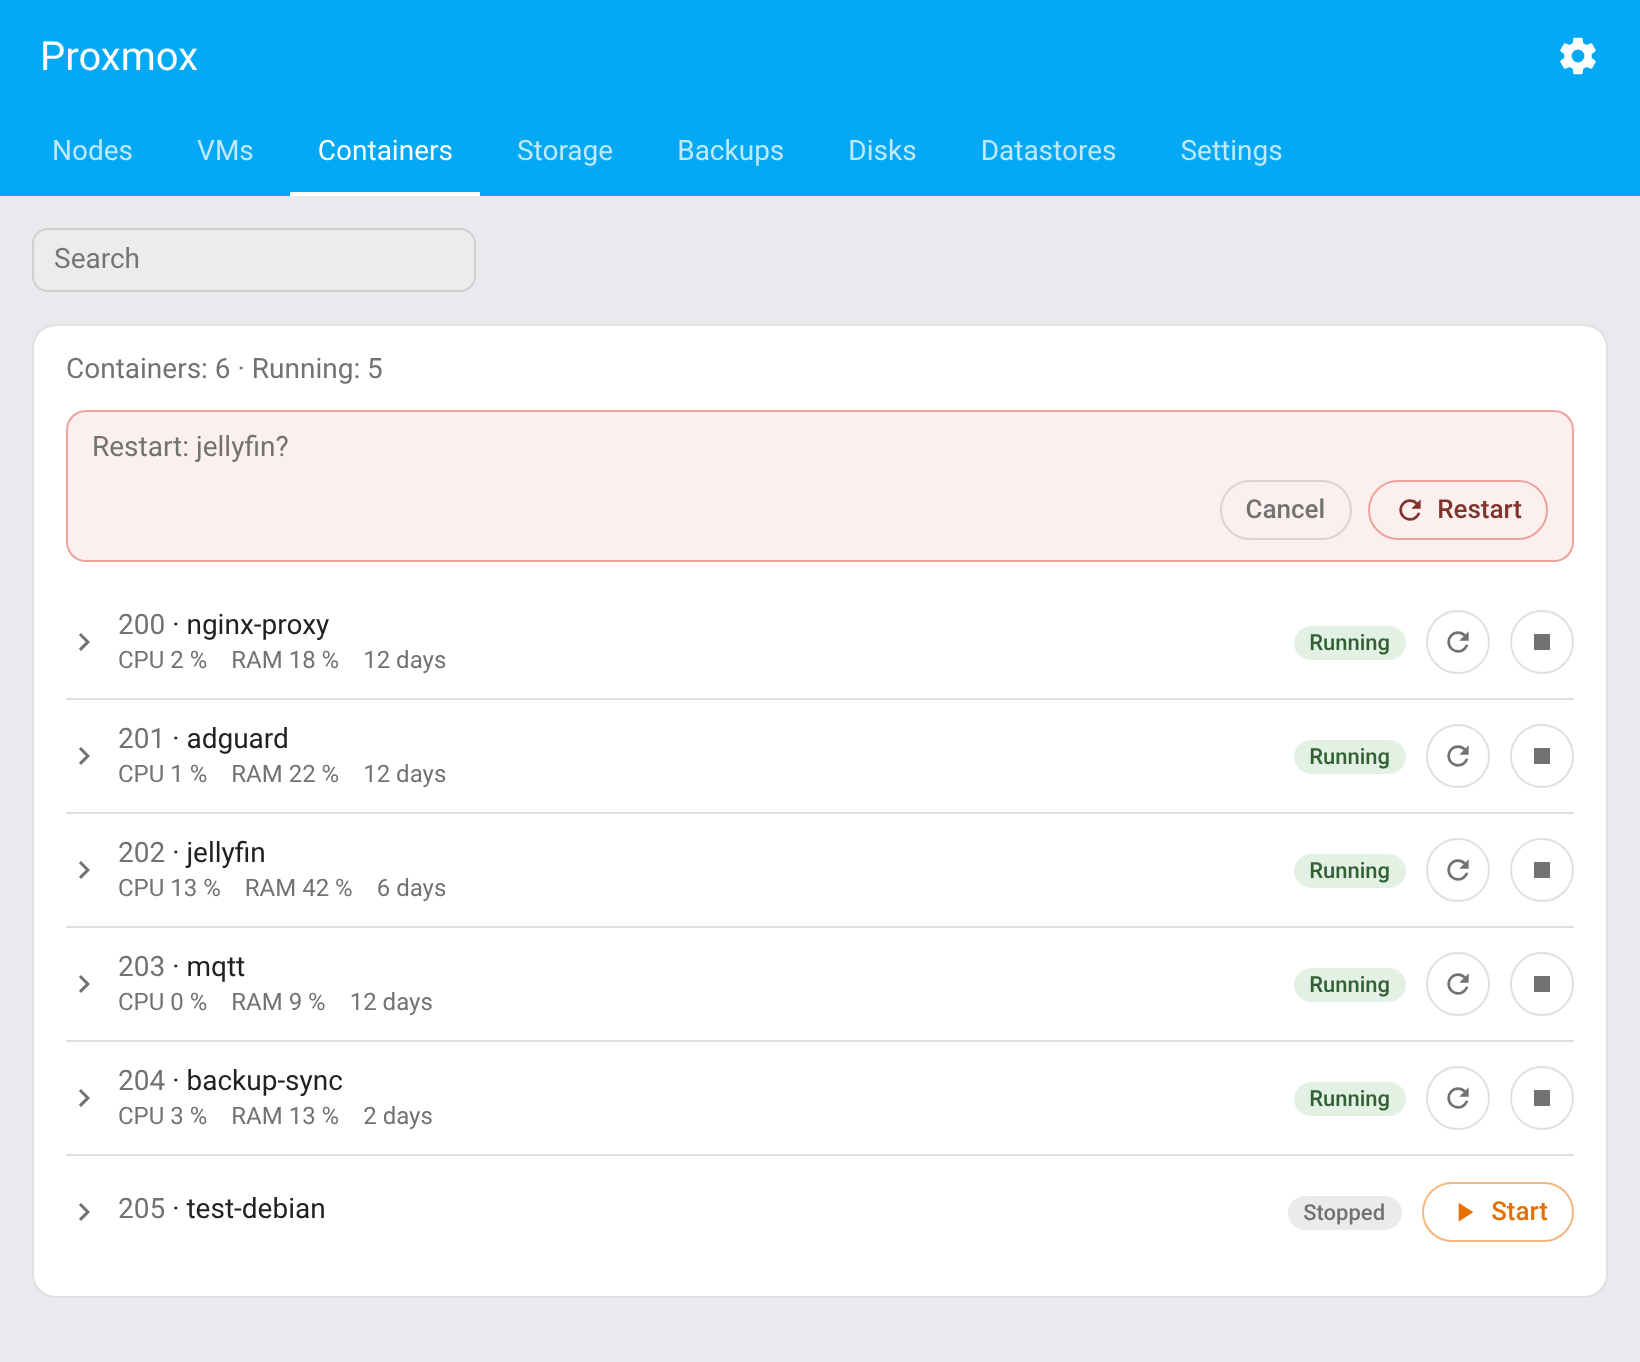 Proxmox
Nodes VMs Containers Storage Backups Disks Datastores Settings
Search
Containers: 6 · Running: 5
Restart: jellyfin?
Cancel Restart
200 · nginx-proxy
CPU 2 % RAM 18 % 12 days
Running
201 · adguard
CPU 1 % RAM 22 % 12 days
Running
202 · jellyfin
CPU 13 % RAM 42 % 6 days
Running
203 · mqtt
CPU 0 % RAM 9 % 12 days
Running
204 · backup-sync
CPU 3 % RAM 13 % 2 days
Running
205 · test-debian
Stopped Start